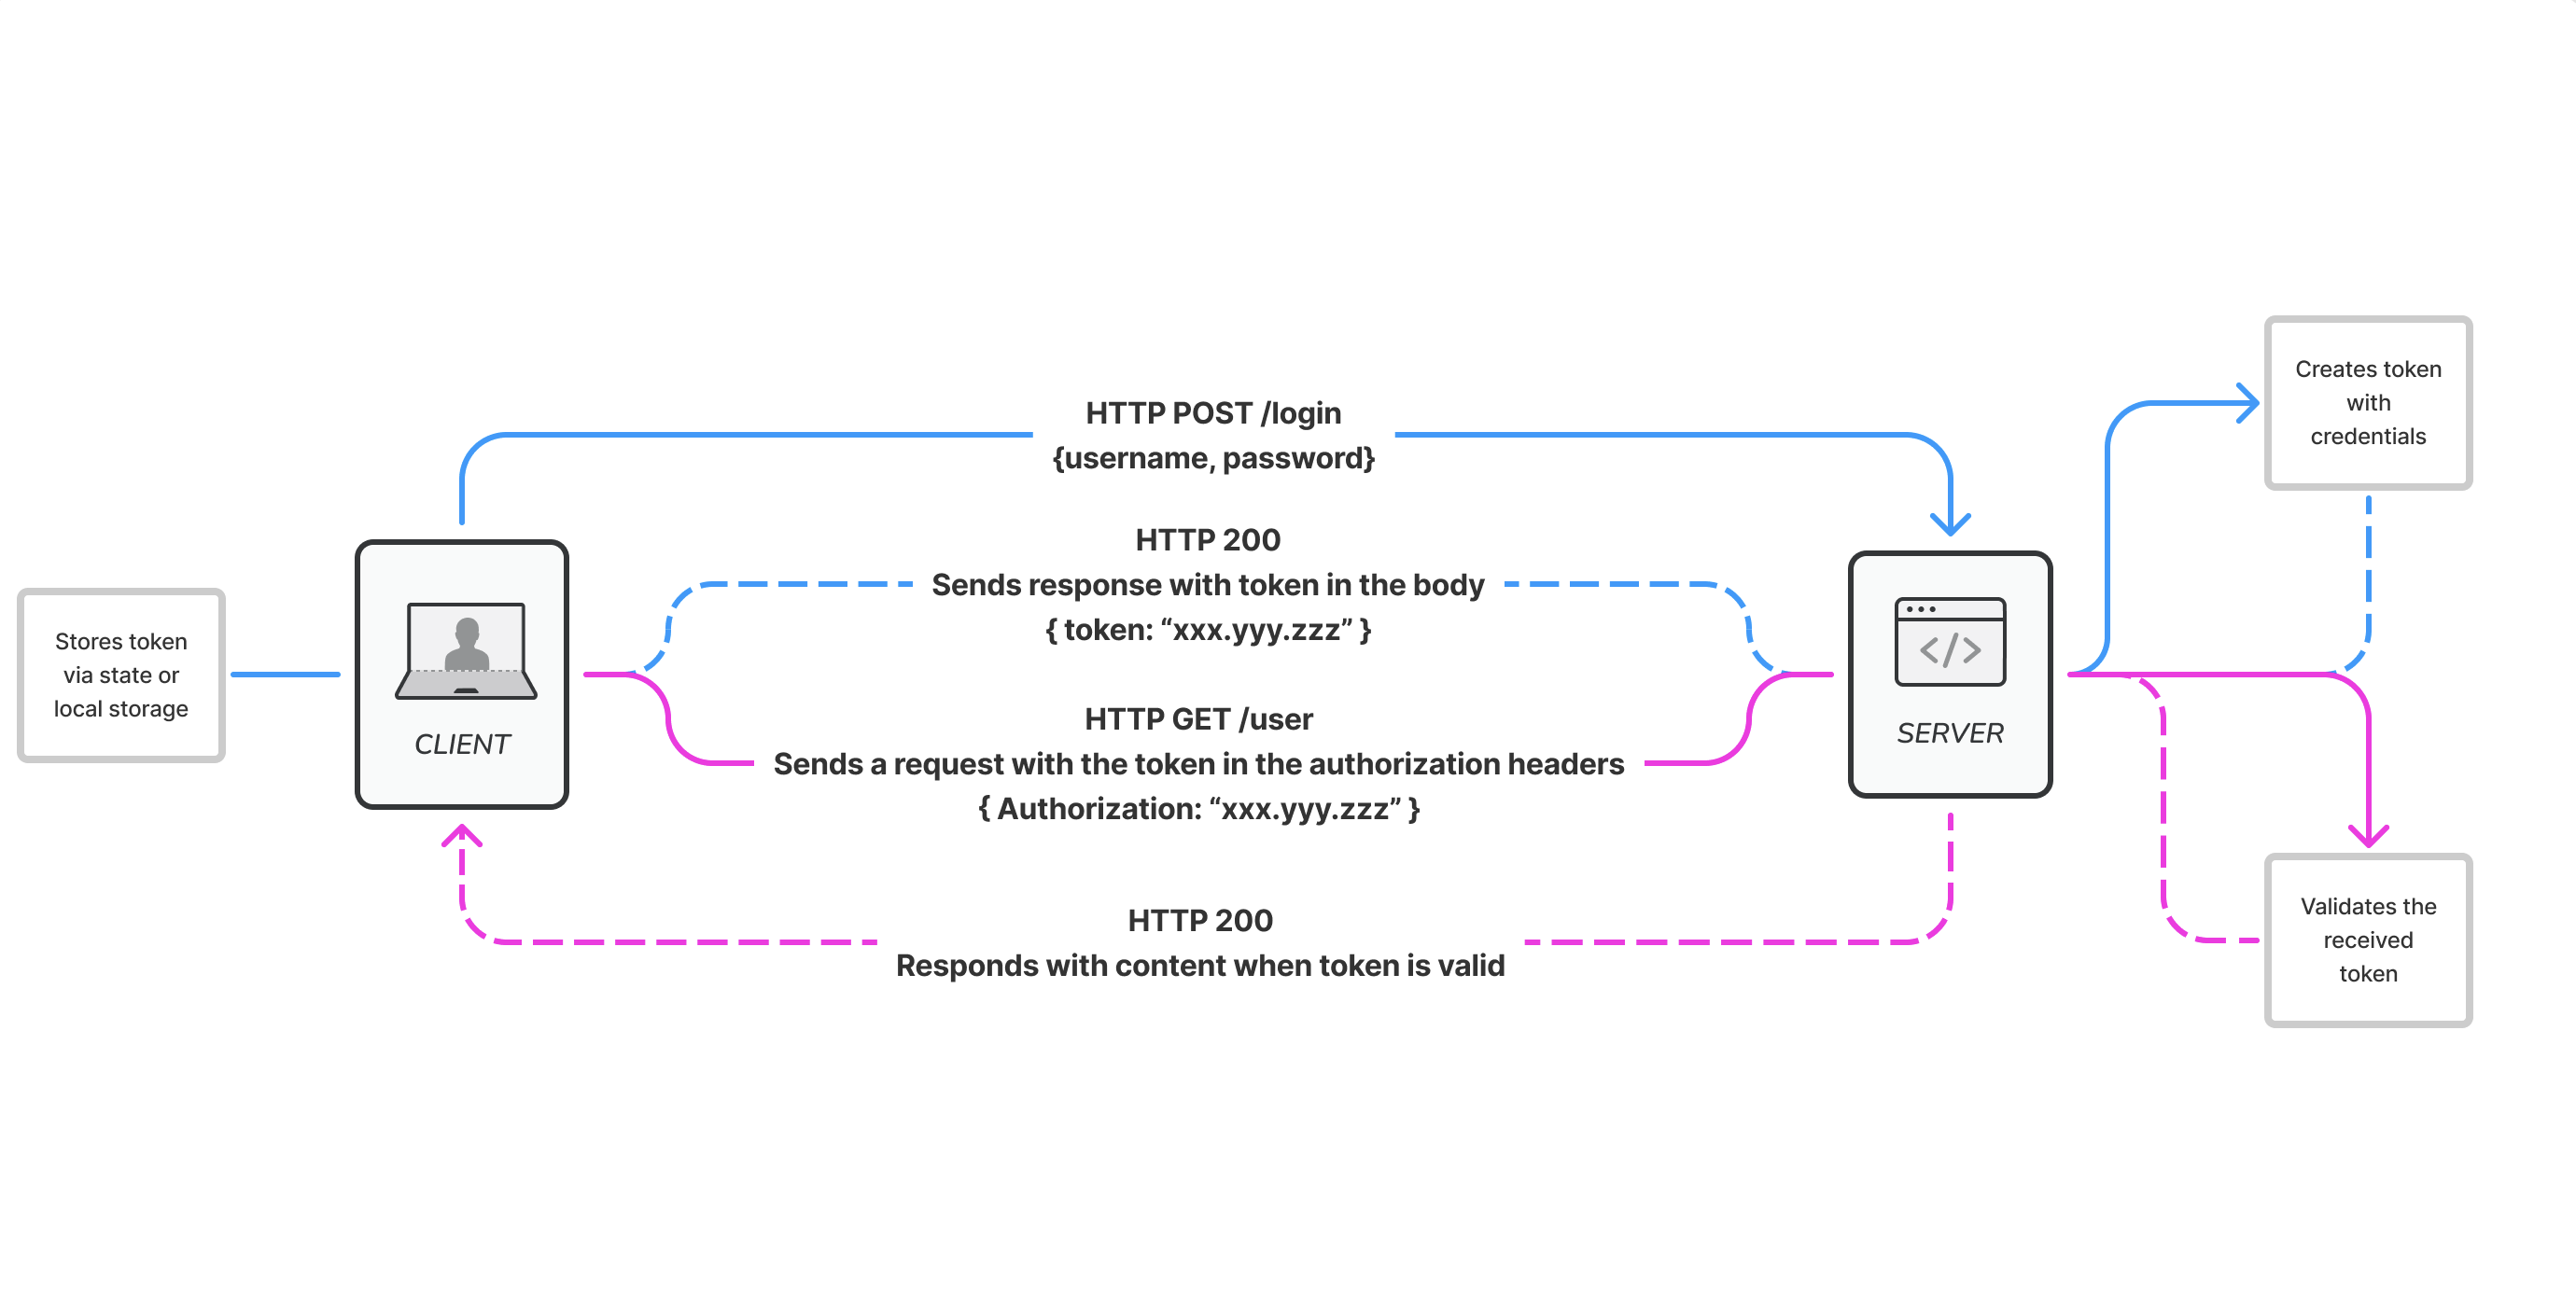 HTTP POST /login
{username, password}
HTTP 200
Sends response with token in the body
{ token: “xxx.yyy.zzz” }
HTTP GET /user
Sends a request with the token in the authorization headers
{ Authorization: “xxx.yyy.zzz” }
HTTP 200
Responds with content when token is valid
Stores token
via state or
local storage
CLIENT
</>
SERVER
Creates token
with
credentials
Validates the
received
token